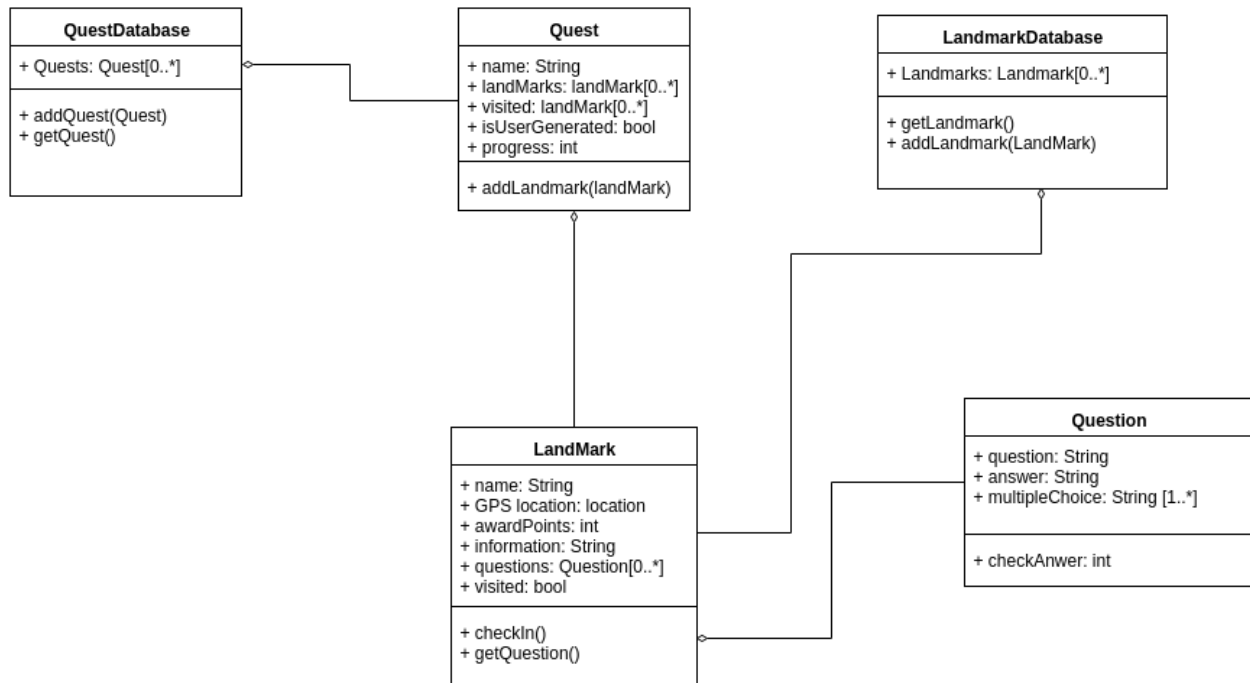 QuestDatabase
+ Quests: Quest[0..*]
+ addQuest(Quest)
+ getQuest()
Quest
+ name: String
+ landMarks: landMark[0..*]
+ visited: landMark[0..*]
+ isUserGenerated: bool
+ progress: int
+ addLandmark(landMark)
LandmarkDatabase
+ Landmarks: Landmark[0..*]
+ getLandmark()
+ addLandmark(LandMark)
LandMark
+ name: String
+ GPS location: location
+ awardPoints: int
+ information: String
+ questions: Question[0..*]
+ visited: bool
+ checkIn()
+ getQuestion()
Question
+ question: String
+ answer: String
+ multipleChoice: String [1..*]
+ checkAnwer: int